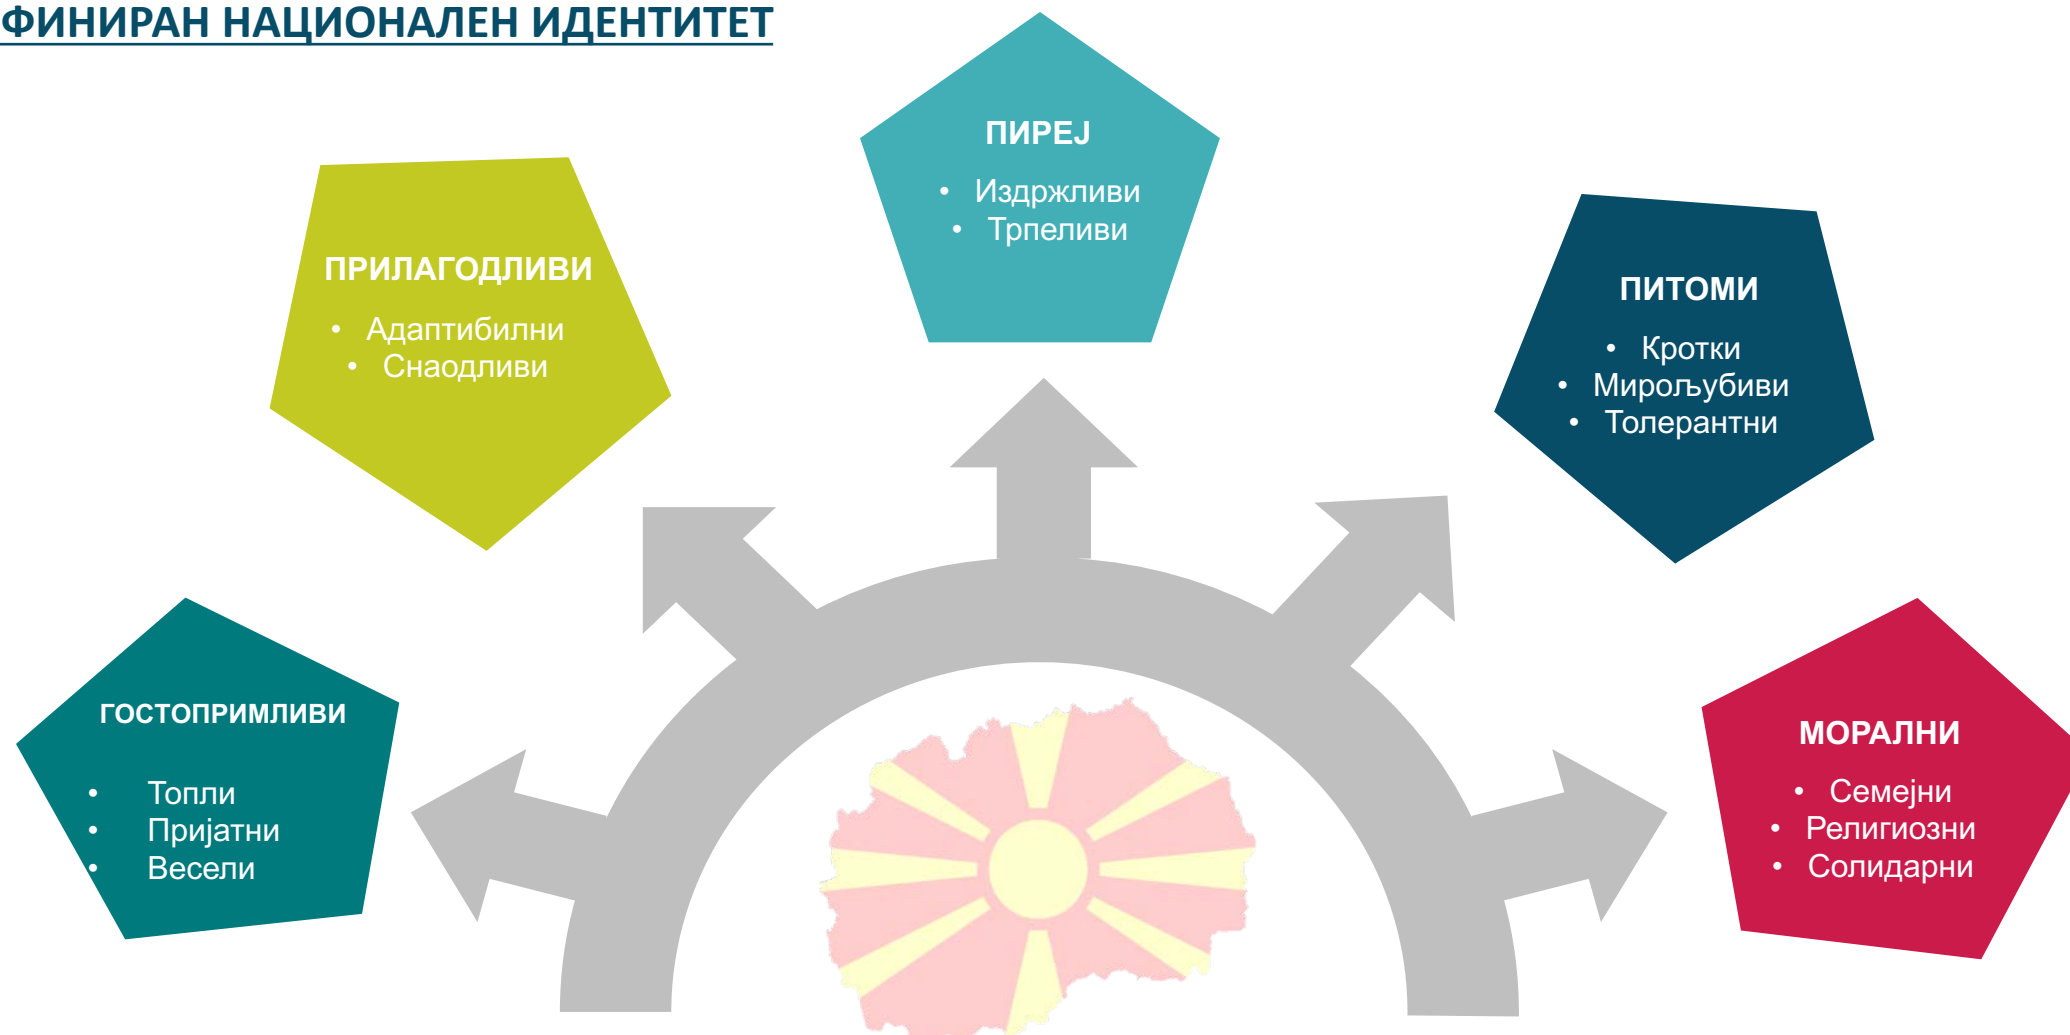 ФИНИРАН НАЦИОНАЛЕН ИДЕНТИТЕТ
ПИРЕЈ
• Издржливи
• Трпеливи
ПРИЛАГОДЛИВИ
• Адаптибилни
• Снаодливи
ПИТОМИ
• Кротки
• Мирољубиви
• Толерантни
ГОСТОПРИМЛИВИ
• Топли
• Пријатни
• Весели
МОРАЛНИ
• Семејни
• Религиозни
• Солидарни